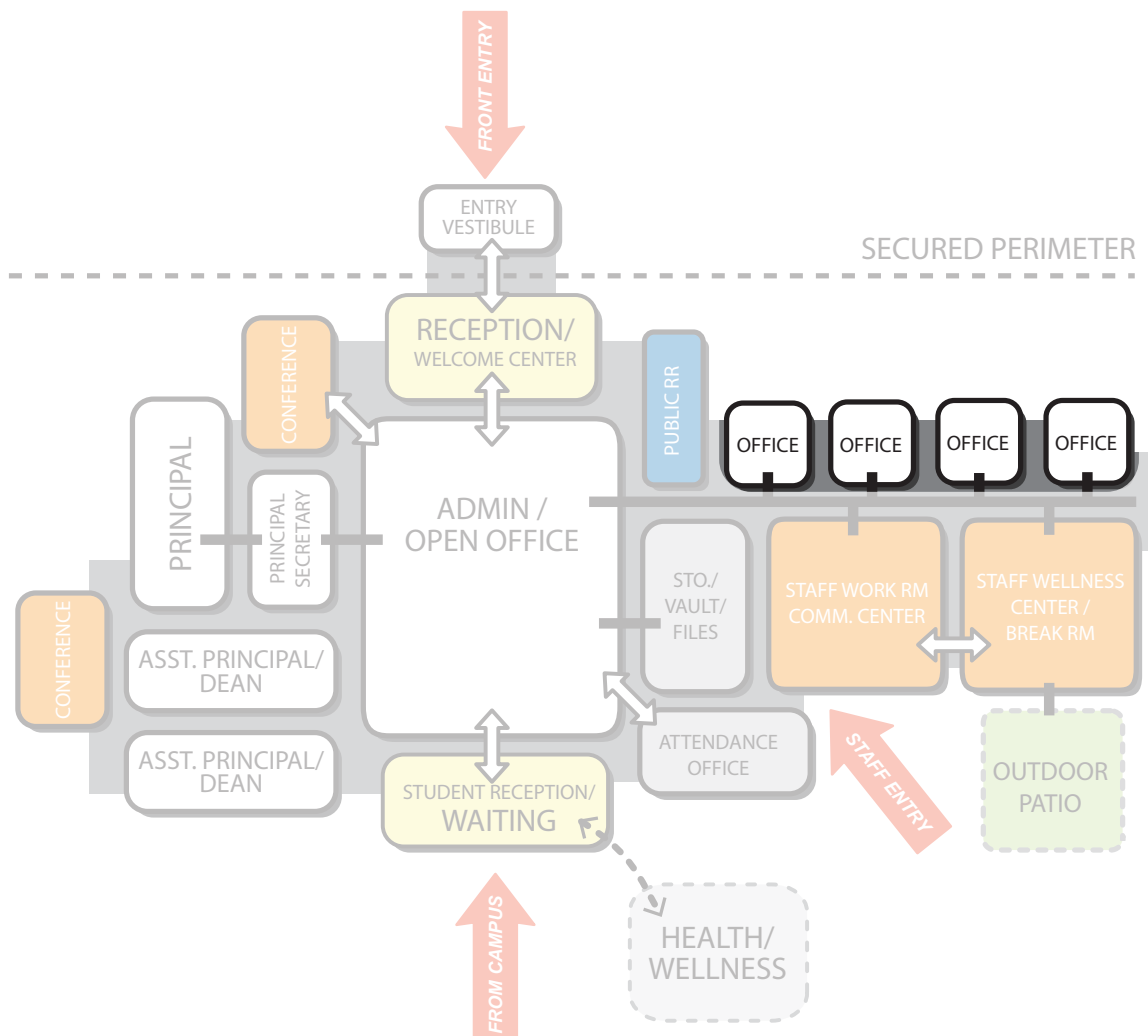 FRONT ENTRY
ENTRY
VESTIBULE
SECURED PERIMETER
RECEPTION/
WELCOME CENTER
CONFERENCE
PUBLIC RR
OFFICE
OFFICE
OFFICE
OFFICE
PRINCIPAL
PRINCIPAL
SECRETARY
ADMIN /
OPEN OFFICE
STO./
VAULT/
FILES
STAFF WORK RM
COMM. CENTER
STAFF WELLNESS
CENTER /
BREAK RM
CONFERENCE
ASST. PRINCIPAL/
DEAN
ASST. PRINCIPAL/
DEAN
ATTENDANCE
OFFICE
STAFF ENTRY
OUTDOOR
PATIO
STUDENT RECEPTION/
WAITING
FROM CAMPUS
HEALTH/
WELLNESS